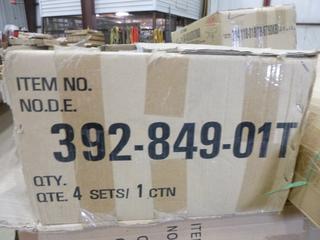 ITEM NO.
NO.D.E.
392-849-01T
QTY.
QTE. 4 SETS/ 1 CTN